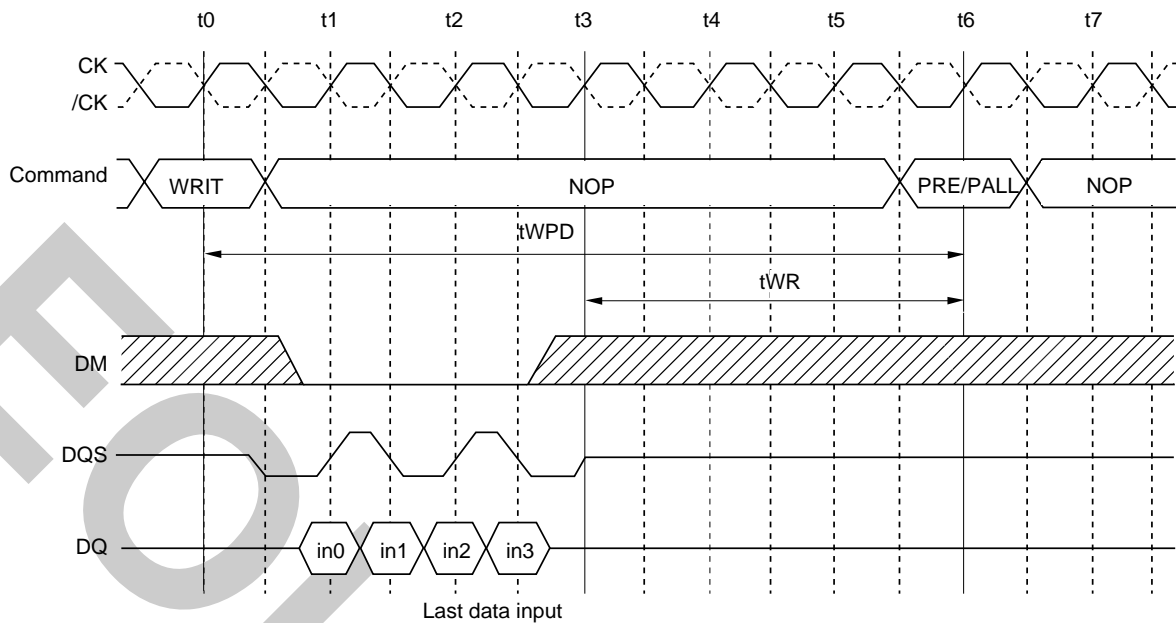 t0 t1 t2 t3 t4 t5 t6 t7
CK
/CK
Command WRIT NOP PRE/PALL NOP
tWPD
tWR
DM
DQS
DQ in0 in1 in2 in3
Last data input